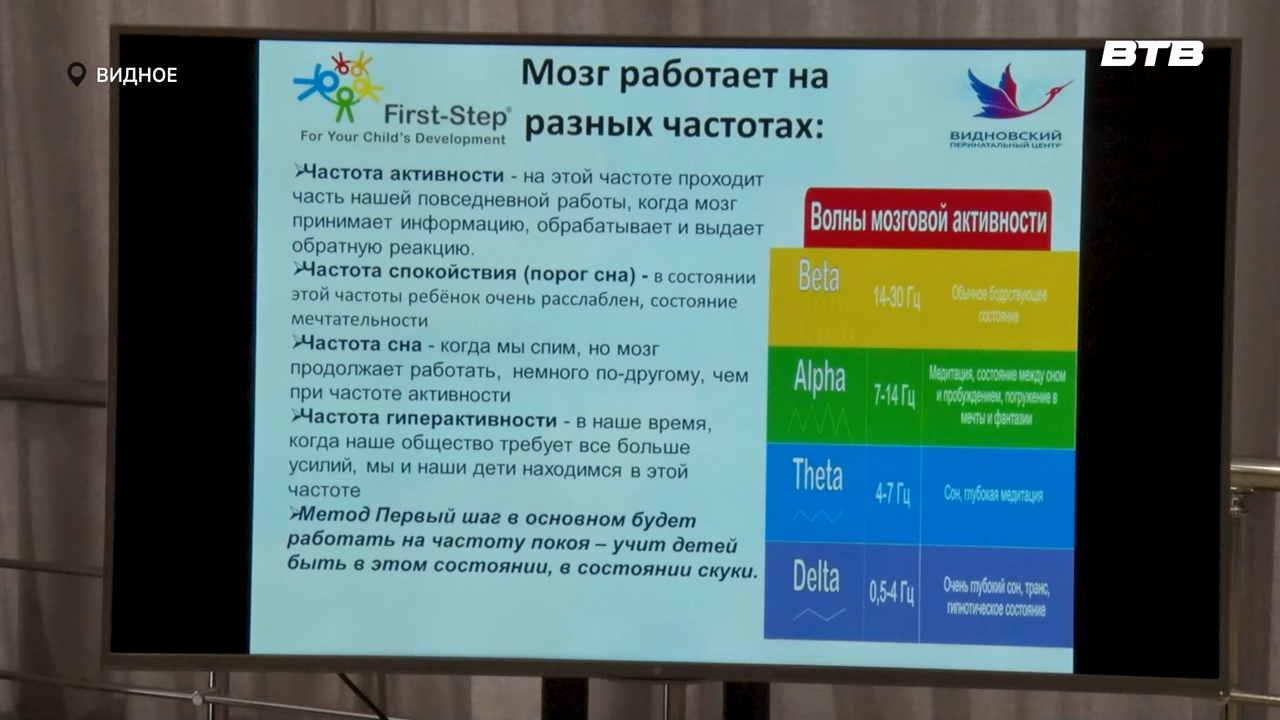 ВИДНОЕ
ВТВ
First-Step®
For Your Child's Development
Мозг работает на
разных частотах:
ВИДНОВСКИЙ
ПЕРИНАТАЛЬНЫЙ ЦЕНТР
➢Частота активности - на этой частоте проходит
часть нашей повседневной работы, когда мозг
принимает информацию, обрабатывает и выдает
обратную реакцию.
➢Частота спокойствия (порог сна) - в состоянии
этой частоты ребёнок очень расслаблен, состояние
мечтательности
➢Частота сна - когда мы спим, но мозг
продолжает работать, немного по-другому, чем
при частоте активности
➢Частота гиперактивности - в наше время,
когда наше общество требует все больше
усилий, мы и наши дети находимся в этой
частоте
➢Метод Первый шаг в основном будет
работать на частоту покоя – учит детей
быть в этом состоянии, в состоянии скуки.
Волны мозговой активности
Beta
14-30 Гц
Обычное бодрствующее
состояние
Alpha
7-14 Гц
Медитация, состояние между сном
и пробуждением, погружение в
мечты и фантазии
Theta
4-7 Гц
Сон, глубокая медитация
Delta
0,5-4 Гц
Очень глубокий сон, транс,
гипнотическое состояние